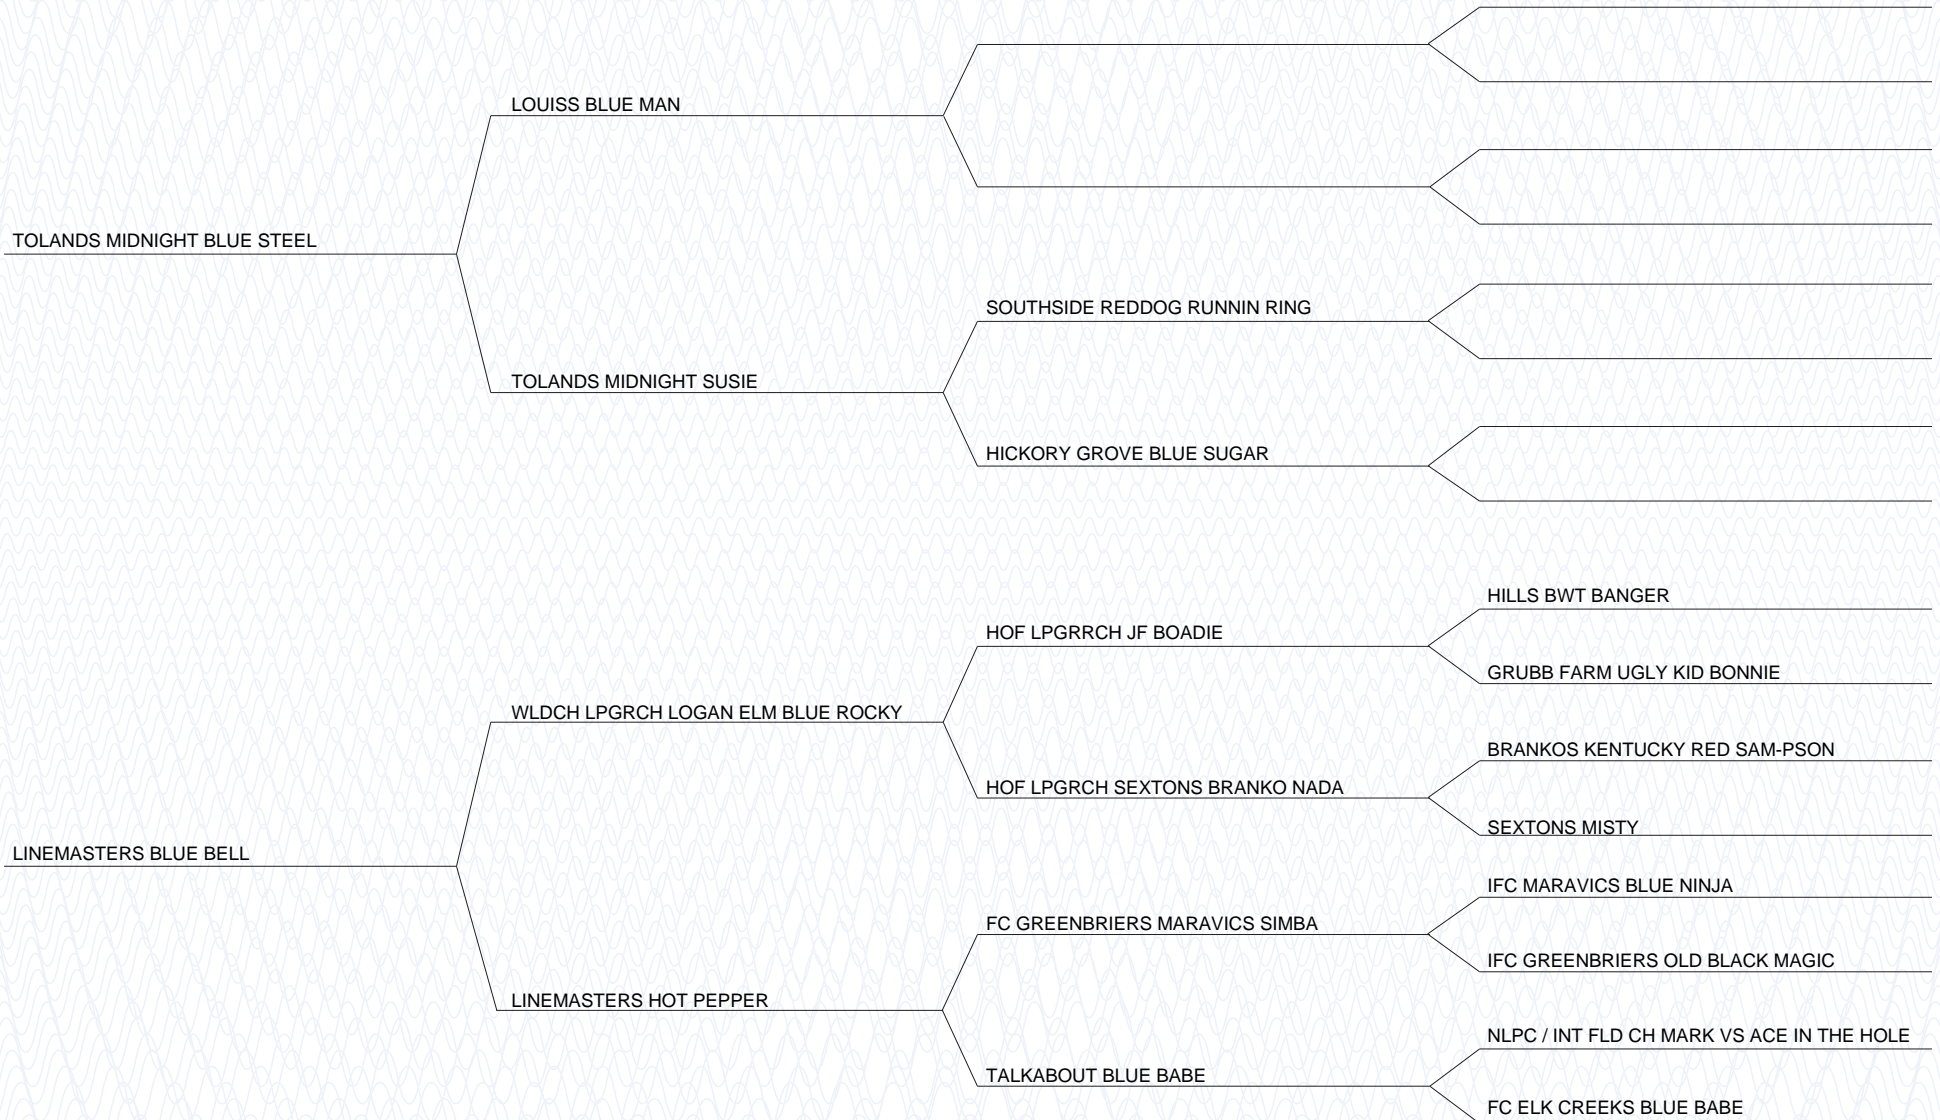 LOUISS BLUE MAN
TOLANDS MIDNIGHT BLUE STEEL
SOUTHSIDE REDDOG RUNNIN RING
TOLANDS MIDNIGHT SUSIE
HICKORY GROVE BLUE SUGAR
HILLS BWT BANGER
HOF LPGRRCH JF BOADIE
GRUBB FARM UGLY KID BONNIE
WLDCH LPGRCH LOGAN ELM BLUE ROCKY
BRANKOS KENTUCKY RED SAM-PSON
HOF LPGRCH SEXTONS BRANKO NADA
SEXTONS MISTY
LINEMASTERS BLUE BELL
IFC MARAVICS BLUE NINJA
FC GREENBRIERS MARAVICS SIMBA
IFC GREENBRIERS OLD BLACK MAGIC
LINEMASTERS HOT PEPPER
NLPC / INT FLD CH MARK VS ACE IN THE HOLE
TALKABOUT BLUE BABE
FC ELK CREEKS BLUE BABE